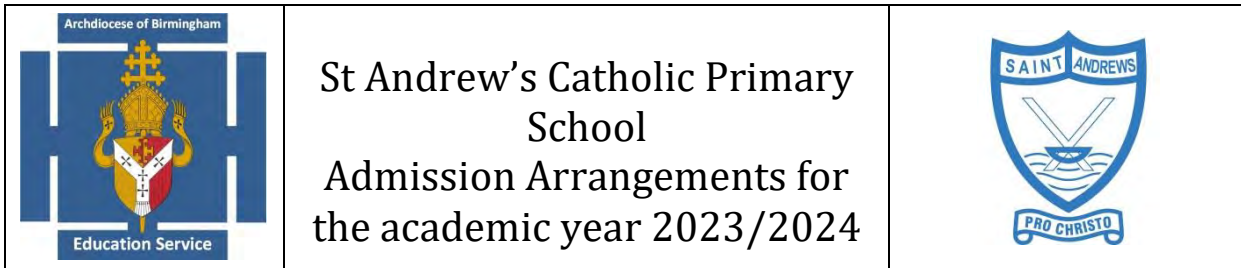 Archdiocese of Birmingham
Education Service
St Andrew’s Catholic Primary
School
Admission Arrangements for
the academic year 2023/2024
SAINT ANDREWS
PRO CHRISTO